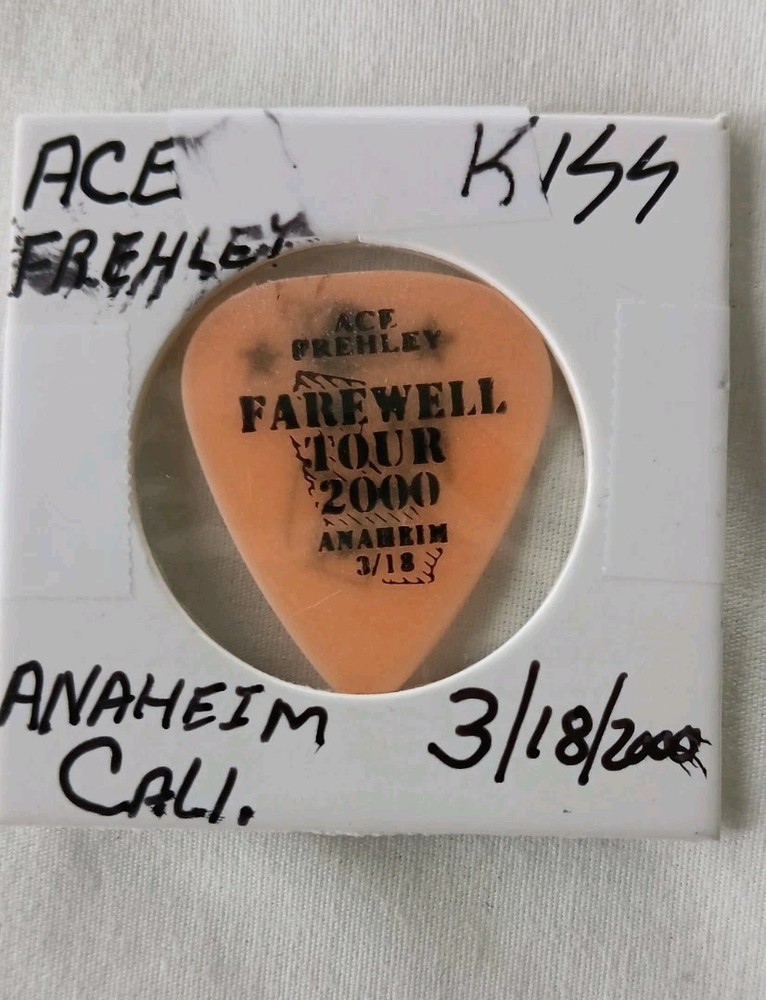 ACE
FREHLEY
KISS
ACE
FREHLEY
FAREWELL
TOUR
2000
ANAHEIM
3/18
ANAHEIM
CALI.
3/18/2000